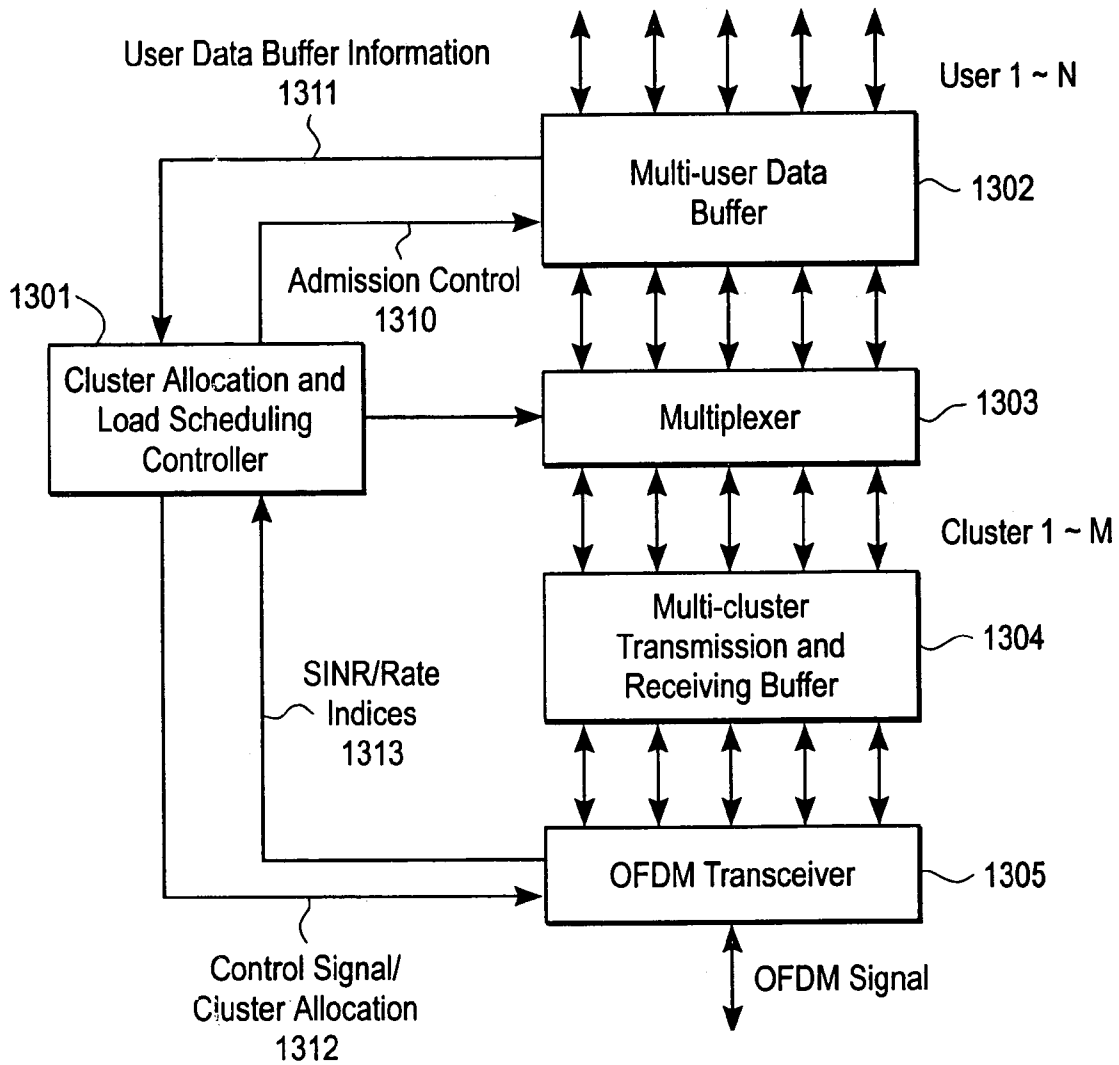 User Data Buffer Information
1311
User 1 ~ N
Multi-user Data
Buffer
1302
Admission Control
1310
1301
Cluster Allocation and
Load Scheduling
Controller
Multiplexer
1303
Cluster 1 ~ M
Multi-cluster
Transmission and
Receiving Buffer
1304
SINR/Rate
Indices
1313
OFDM Transceiver
1305
Control Signal/
Cluster Allocation
1312
OFDM Signal